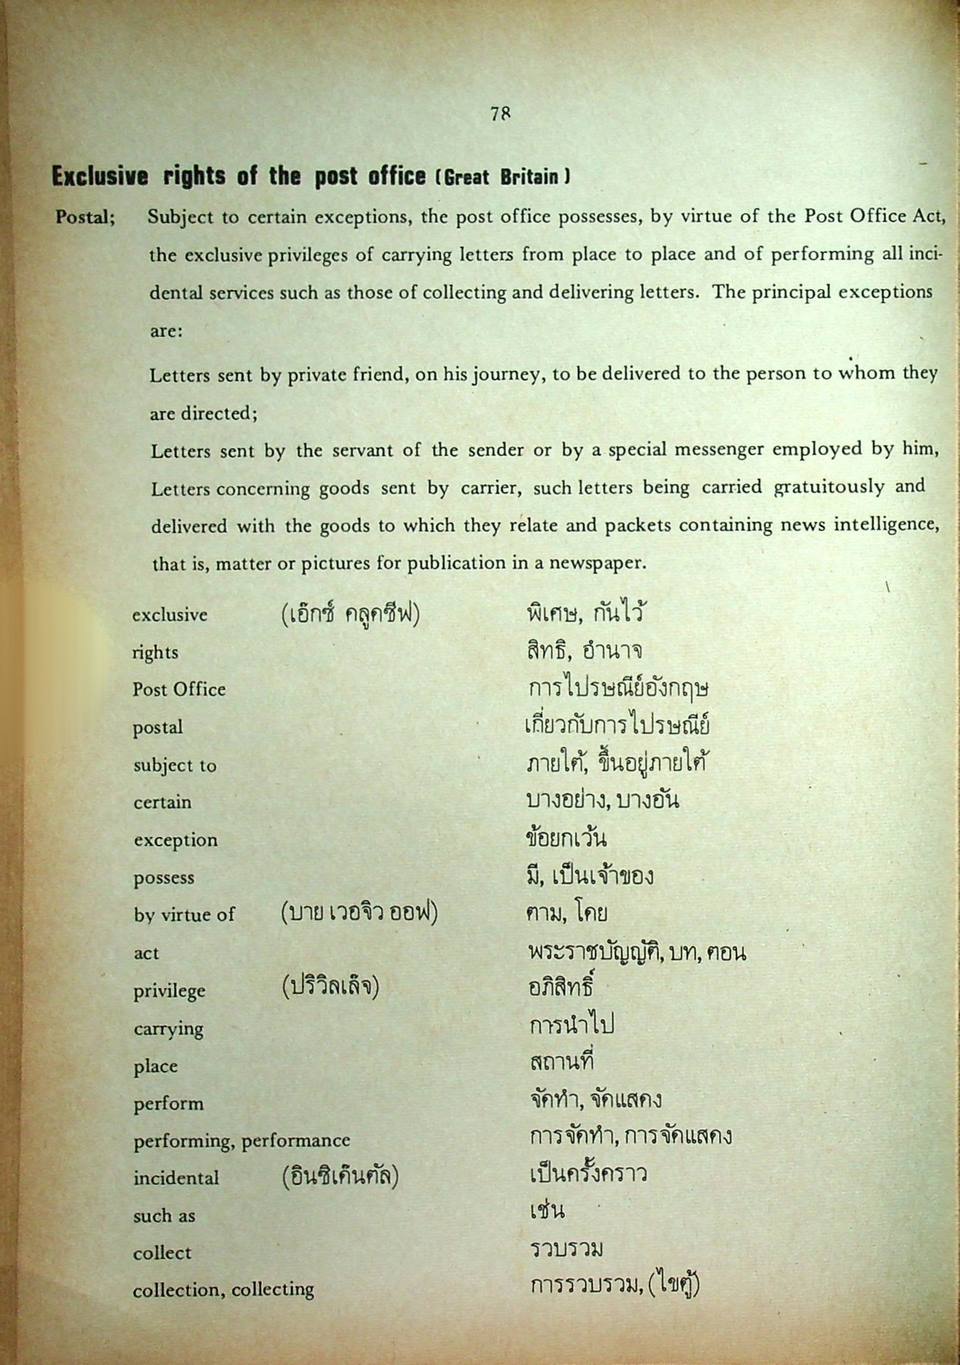 78
Exclusive rights of the post office (Great Britain)
Postal; Subject to certain exceptions, the post office possesses, by virtue of the Post Office Act,
the exclusive privileges of carrying letters from place to place and of performing all inci-
dental services such as those of collecting and delivering letters. The principal exceptions
are:
Letters sent by private friend, on his journey, to be delivered to the person to whom they
are directed;
Letters sent by the servant of the sender or by a special messenger employed by him,
Letters concerning goods sent by carrier, such letters being carried gratuitously and
delivered with the goods to which they relate and packets containing news intelligence,
that is, matter or pictures for publication in a newspaper.
exclusive (เอ๊กซ์ คลูคซีฟ) พิเศษ, กันไว้
rights สิทธิ, อำนาจ
Post Office การไปรษณีย์อังกฤษ
postal เกี่ยวกับการไปรษณีย์
subject to ภายใต้, ขึ้นอยู่ภายใต้
certain บางอย่าง, บางอัน
exception ข้อยกเว้น
possess มี, เป็นเจ้าของ
by virtue of (บาย เวอจิว ออฟ) ตาม, โดย
act พระราชบัญญัติ, บท, ตอน
privilege (ปริวิลเล็จ) อภิสิทธิ์
carrying การนำไป
place สถานที่
perform จัดทำ, จัดแสดง
performing, performance การจัดทำ, การจัดแสดง
incidental (อินซิเด็นตัล) เป็นครั้งคราว
such as เช่น
collect รวบรวม
collection, collecting การรวบรวม, (ไขตู้)